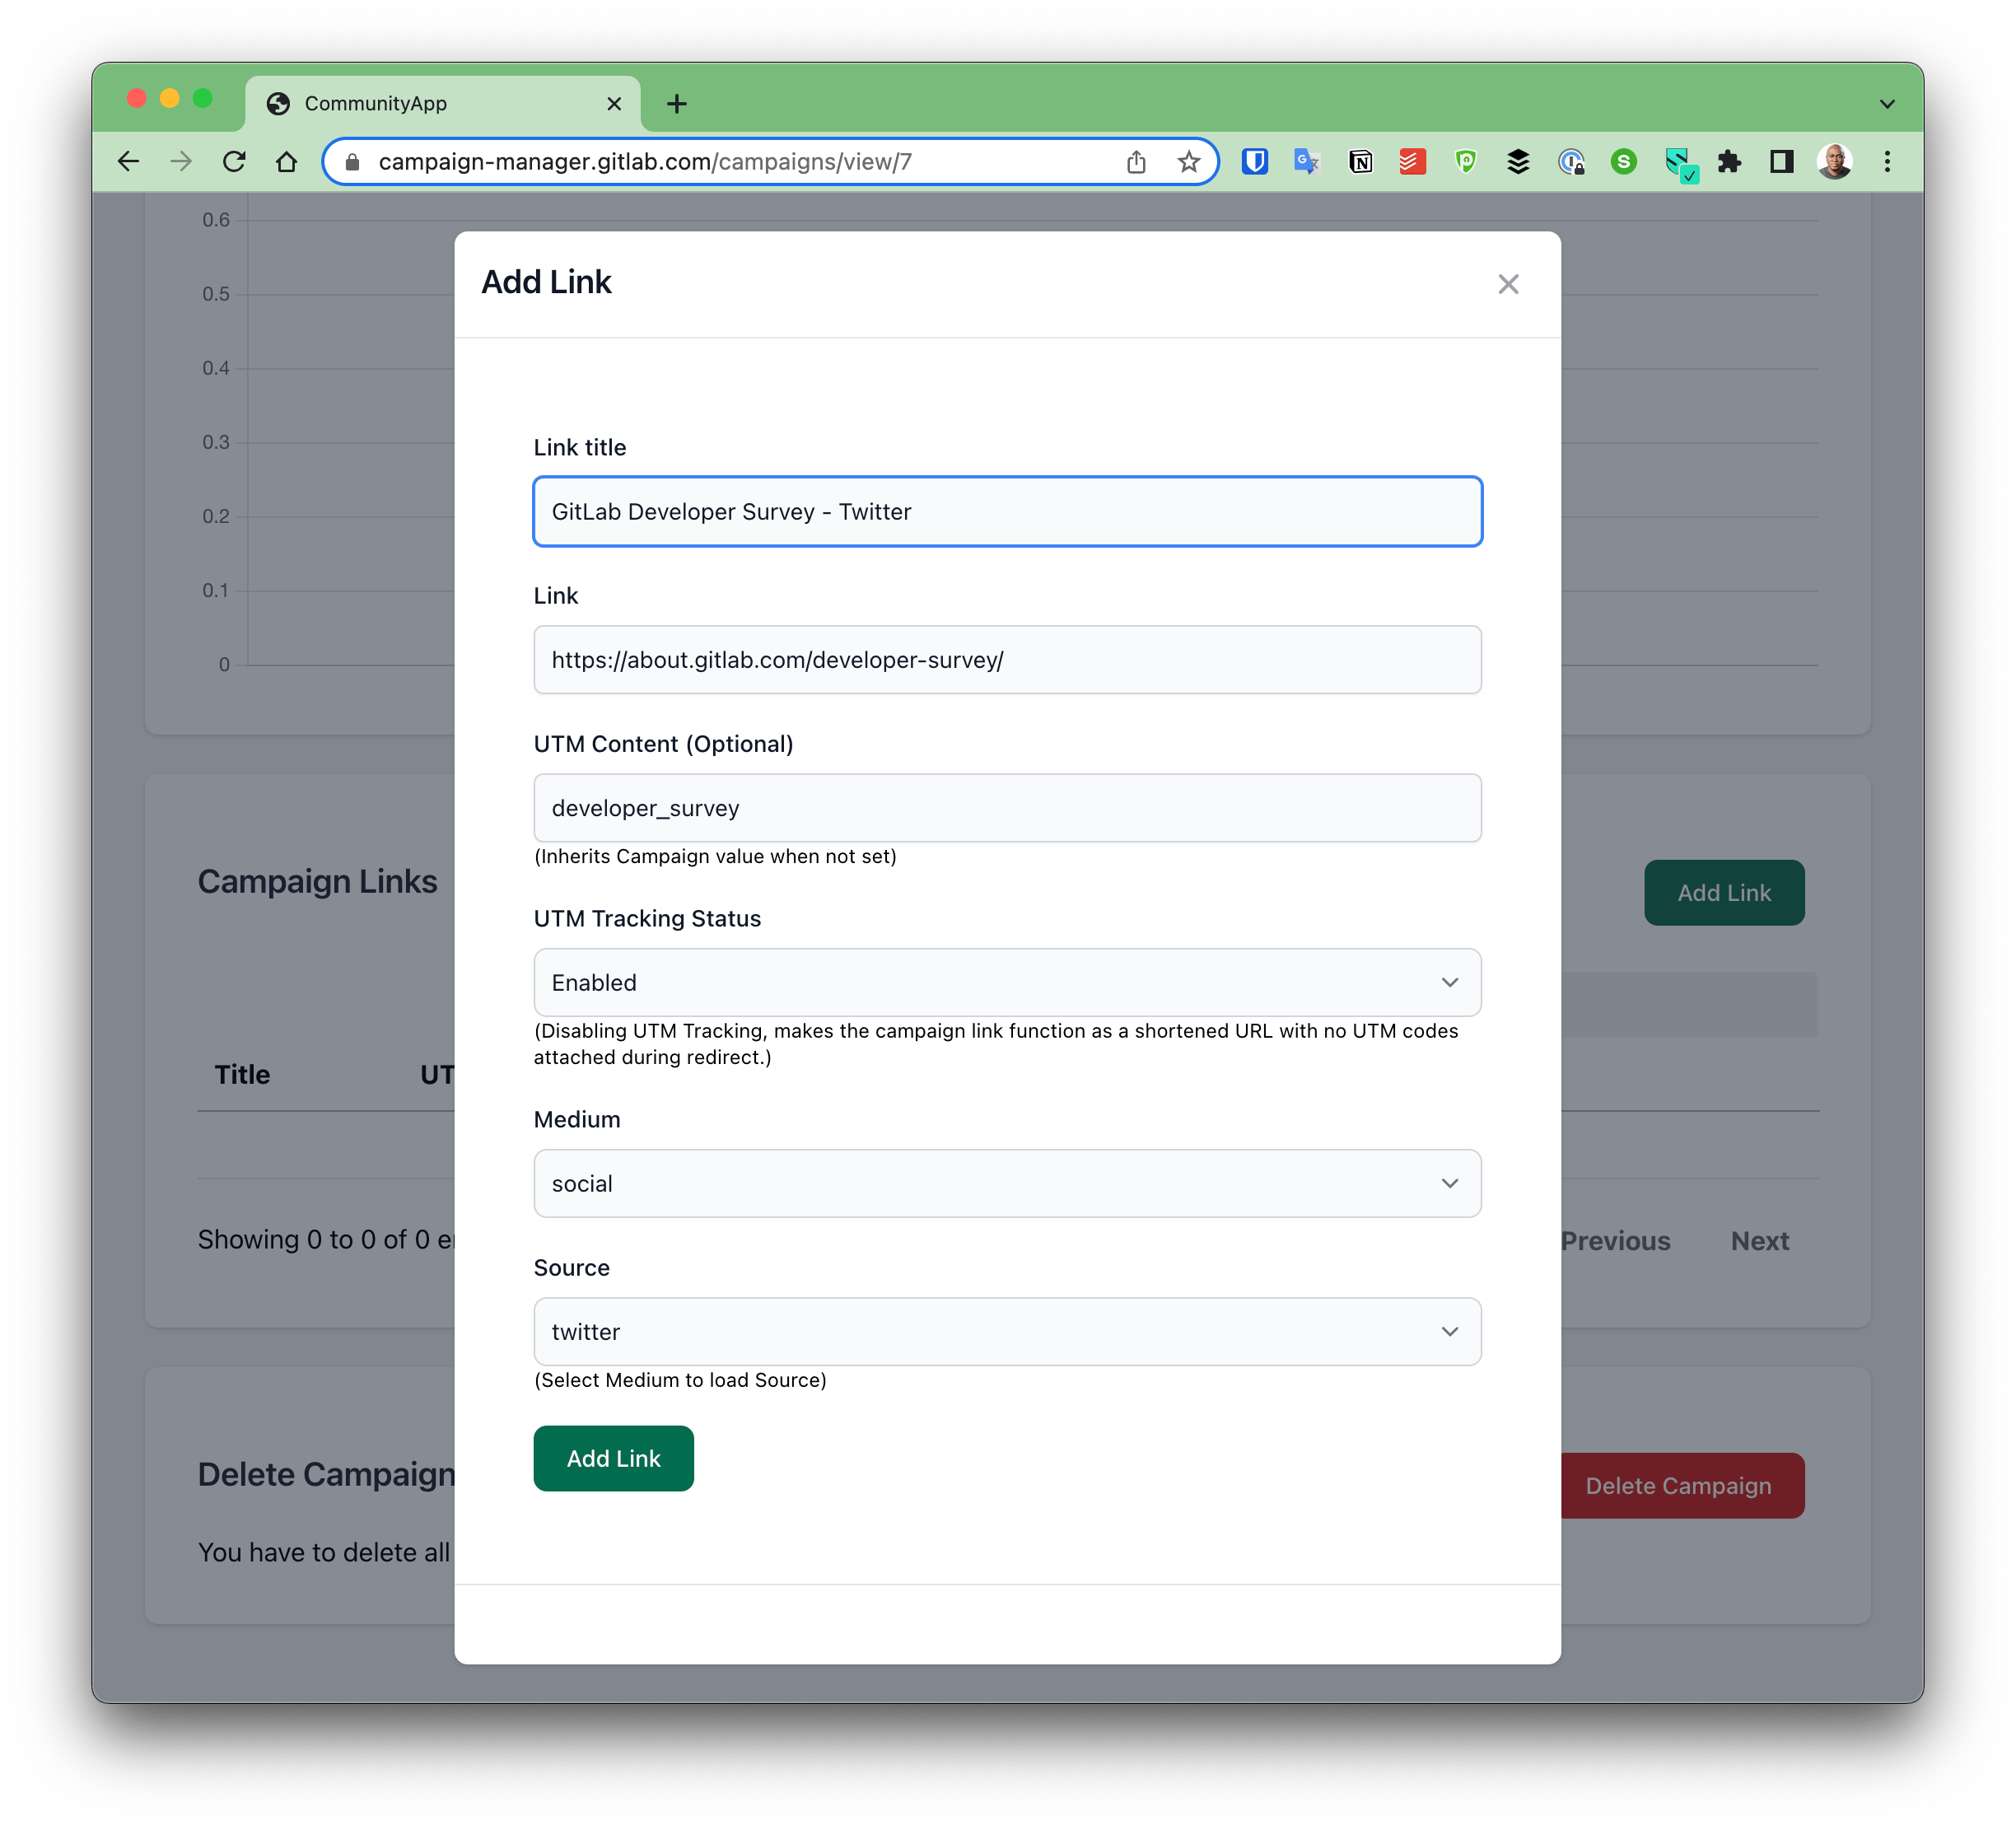 CommunityApp
campaign-manager.gitlab.com/campaigns/view/7
0.6
0.5
0.4
0.3
0.2
0.1
0
Add Link
Link title
GitLab Developer Survey - Twitter
Link
https://about.gitlab.com/developer-survey/
UTM Content (Optional)
developer_survey
(Inherits Campaign value when not set)
UTM Tracking Status
Enabled
(Disabling UTM Tracking, makes the campaign link function as a shortened URL with no UTM codes
attached during redirect.)
Medium
social
Source
twitter
(Select Medium to load Source)
Add Link
Campaign Links
Add Link
Title
Showing 0 to 0 of 0
Previous Next
Delete Campaign
Delete Campaign
You have to delete all